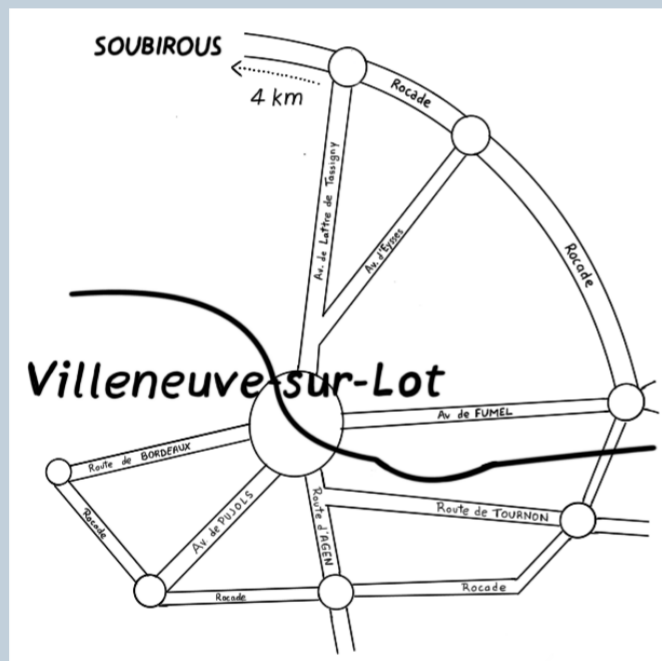 SOUBIROUS
4 km
Rocade
Av. de Lattre de Tassigny
Av. d'Eysses
Rocade
Villeneuve-sur-Lot
Av de FUMEL
Route de BORDEAUX
Route de TOURNON
Route d'AGEN
Av. de PUJOLS
Rocade
Rocade
Rocade